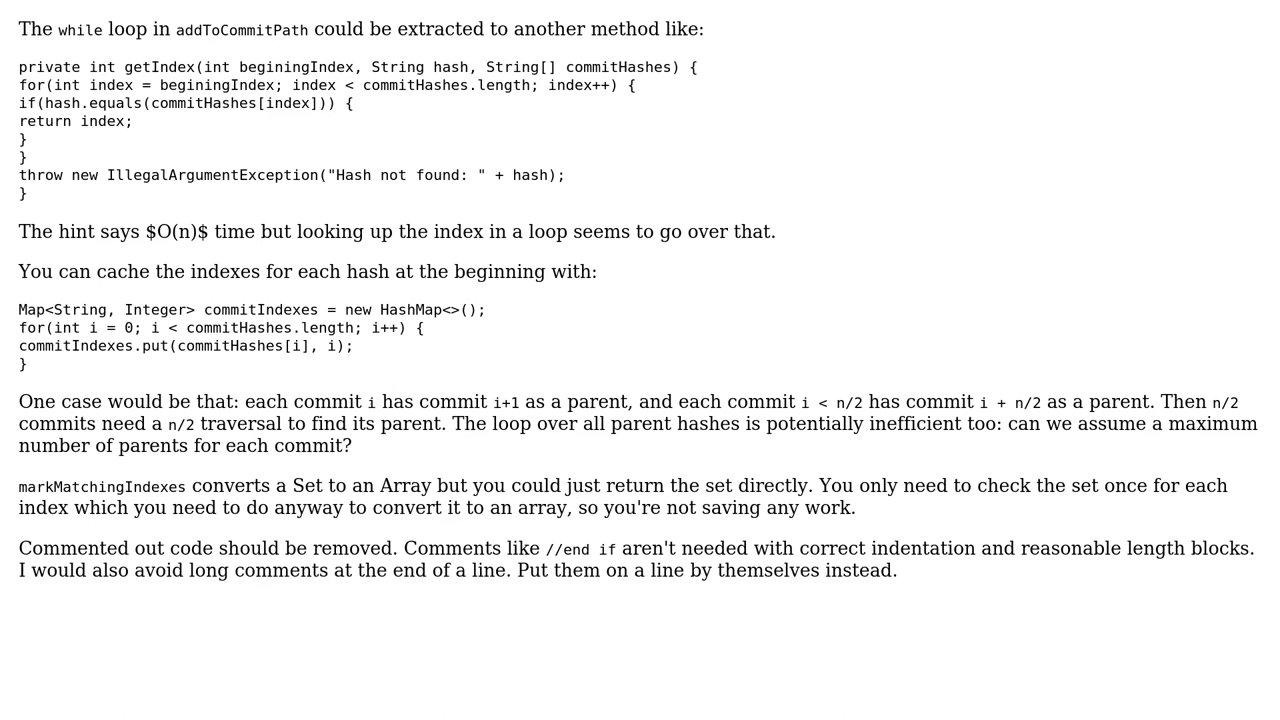 The while loop in addToCommitPath could be extracted to another method like:
private int getIndex(int beginingIndex, String hash, String[] commitHashes) {
for(int index = beginingIndex; index < commitHashes.length; index++) {
if(hash.equals(commitHashes[index])) {
return index;
}
}
throw new IllegalArgumentException("Hash not found: " + hash);
}
The hint says $O(n)$ time but looking up the index in a loop seems to go over that.
You can cache the indexes for each hash at the beginning with:
Map<String, Integer> commitIndexes = new HashMap<>();
for(int i = 0; i < commitHashes.length; i++) {
commitIndexes.put(commitHashes[i], i);
}
One case would be that: each commit i has commit i+1 as a parent, and each commit i < n/2 has commit i + n/2 as a parent. Then n/2
commits need a n/2 traversal to find its parent. The loop over all parent hashes is potentially inefficient too: can we assume a maximum
number of parents for each commit?
markMatchingIndexes converts a Set to an Array but you could just return the set directly. You only need to check the set once for each
index which you need to do anyway to convert it to an array, so you're not saving any work.
Commented out code should be removed. Comments like //end if aren't needed with correct indentation and reasonable length blocks.
I would also avoid long comments at the end of a line. Put them on a line by themselves instead.